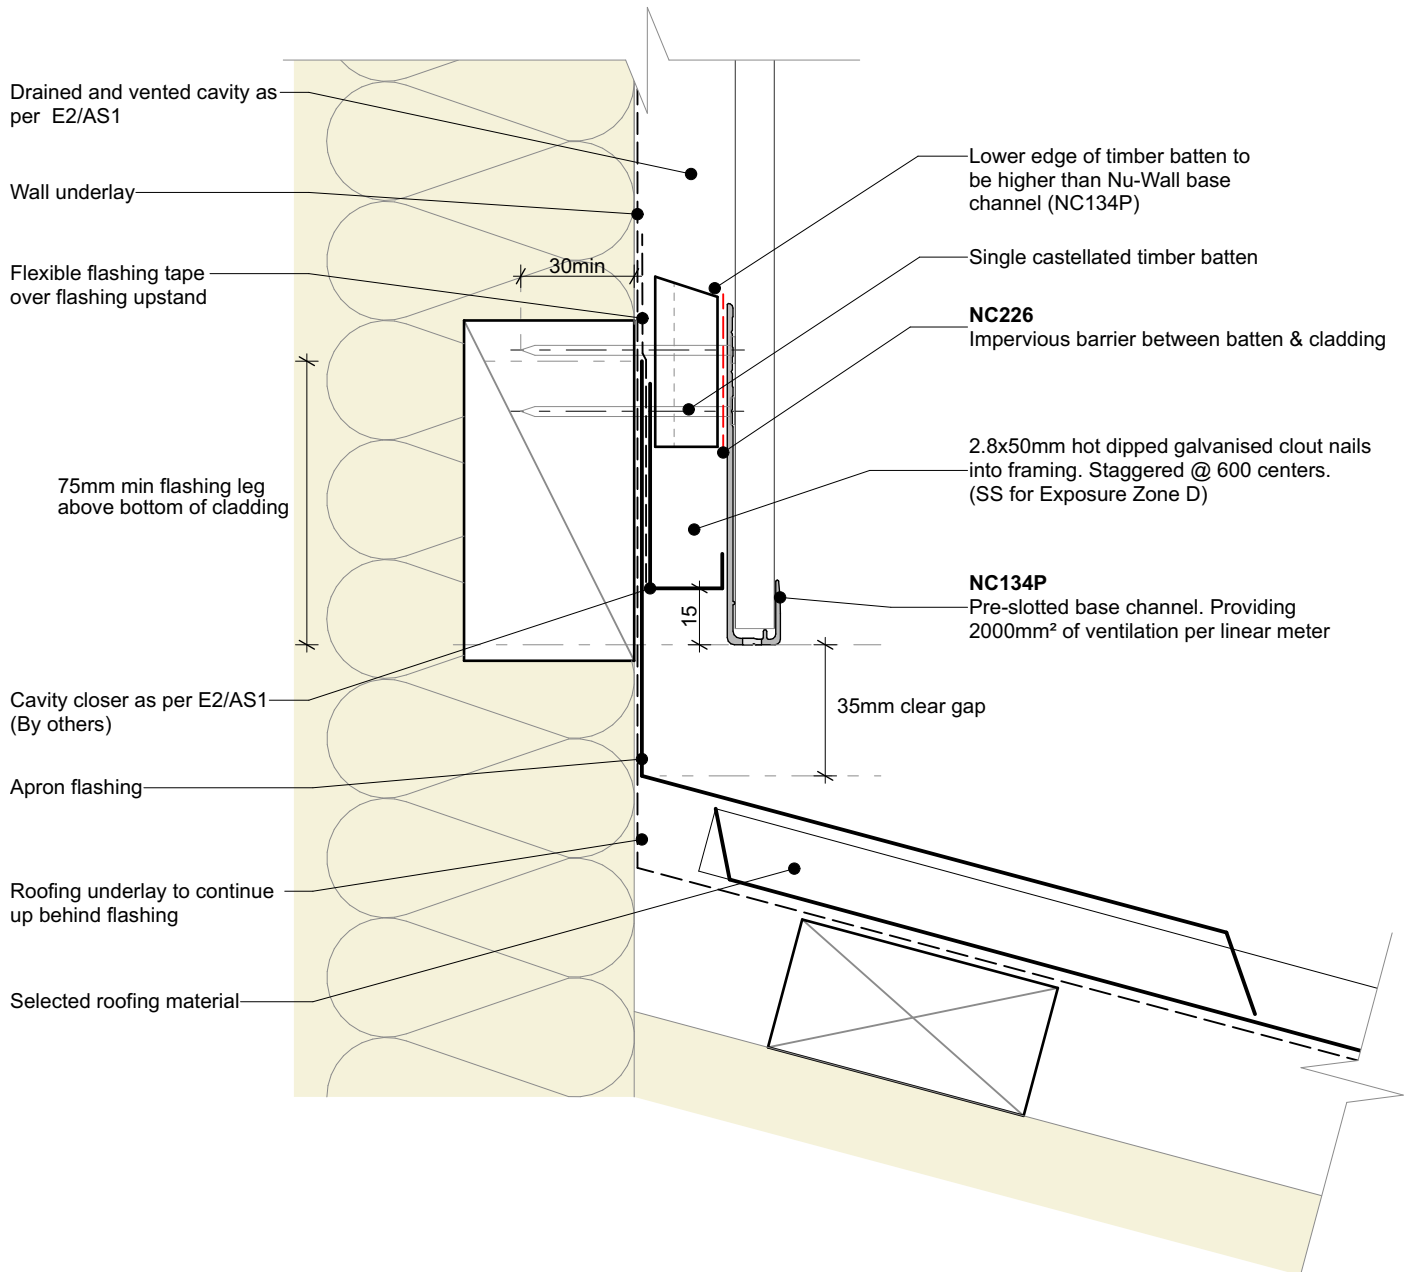 Drained and vented cavity as
per E2/AS1
Wall underlay
Flexible flashing tape
over flashing upstand
30min
75mm min flashing leg
above bottom of cladding
Cavity closer as per E2/AS1
(By others)
Apron flashing
Roofing underlay to continue
up behind flashing
Selected roofing material
Lower edge of timber batten to
be higher than Nu-Wall base
channel (NC134P)
Single castellated timber batten
NC226
Impervious barrier between batten & cladding
2.8x50mm hot dipped galvanised clout nails
into framing. Staggered @ 600 centers.
(SS for Exposure Zone D)
NC134P
Pre-slotted base channel. Providing
2000mm² of ventilation per linear meter
15
35mm clear gap